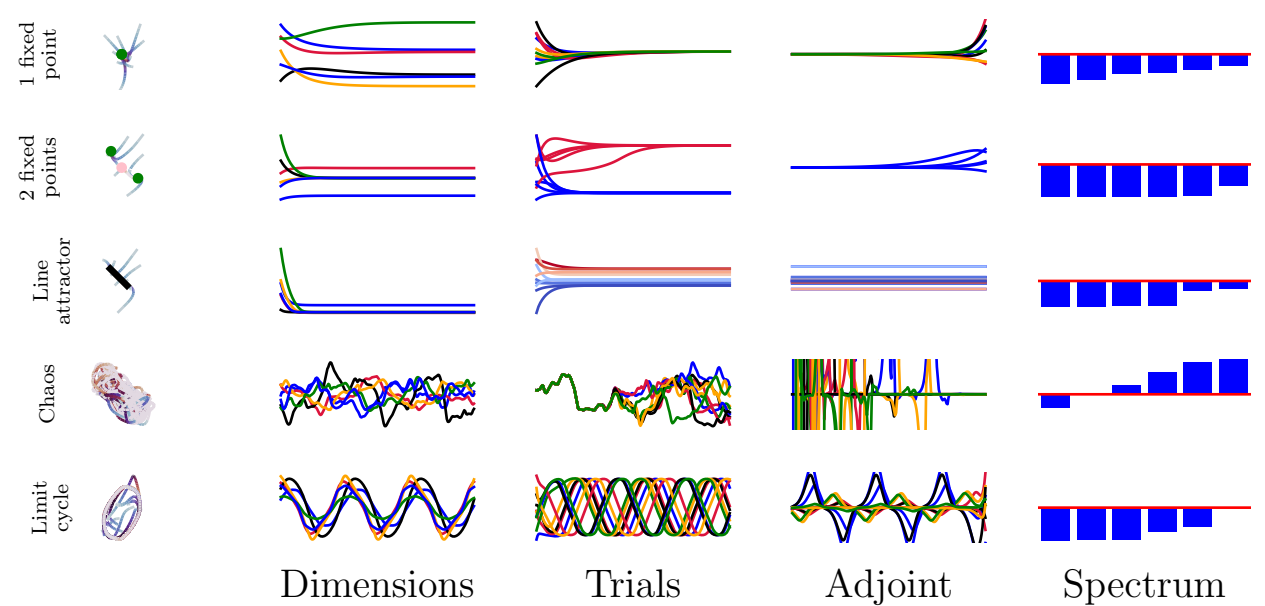 1 fixed
point
2 fixed
points
Line
attractor
Chaos
Limit
cycle
Dimensions
Trials
Adjoint
Spectrum